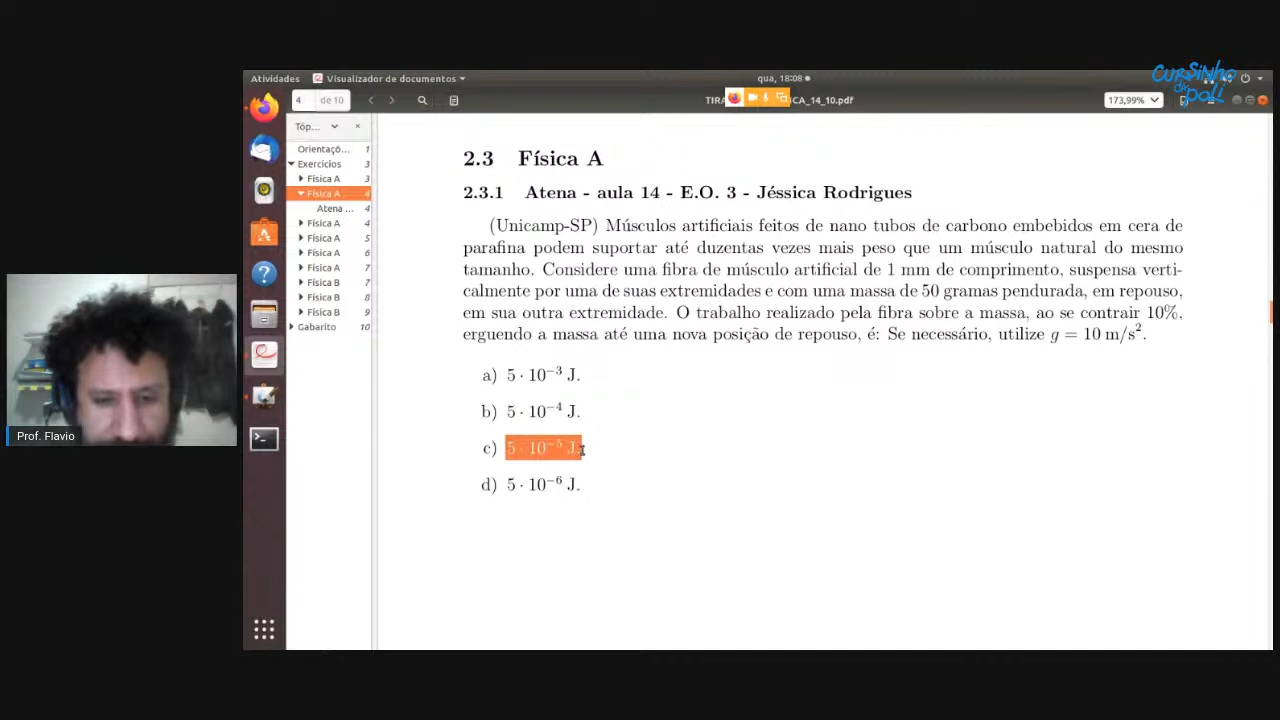 CURSINHO
da
poli
Atividades
Visualizador de documentos
qua, 18:08
4
de 10
TIRA
ICA_14_10.pdf
173,99%
Tóp...
Orientaçõ... 1
Exercícios 3
Física A 3
Física A 4
Atena ... 4
Física A 4
Física A 5
Física A 6
Física A 7
Física B 7
Física B 8
Física B 9
Gabarito 10
2.3 Física A
2.3.1 Atena - aula 14 - E.O. 3 - Jéssica Rodrigues
(Unicamp-SP) Músculos artificiais feitos de nano tubos de carbono embebidos em cera de
parafina podem suportar até duzentas vezes mais peso que um músculo natural do mesmo
tamanho. Considere uma fibra de músculo artificial de 1 mm de comprimento, suspensa verti-
calmente por uma de suas extremidades e com uma massa de 50 gramas pendurada, em repouso,
em sua outra extremidade. O trabalho realizado pela fibra sobre a massa, ao se contrair 10%,
erguendo a massa até uma nova posição de repouso, é: Se necessário, utilize g = 10 m/s².
a) 5 · 10⁻³ J.
b) 5 · 10⁻⁴ J.
c) 5 · 10⁻⁵ J.
d) 5 · 10⁻⁶ J.
Prof. Flavio